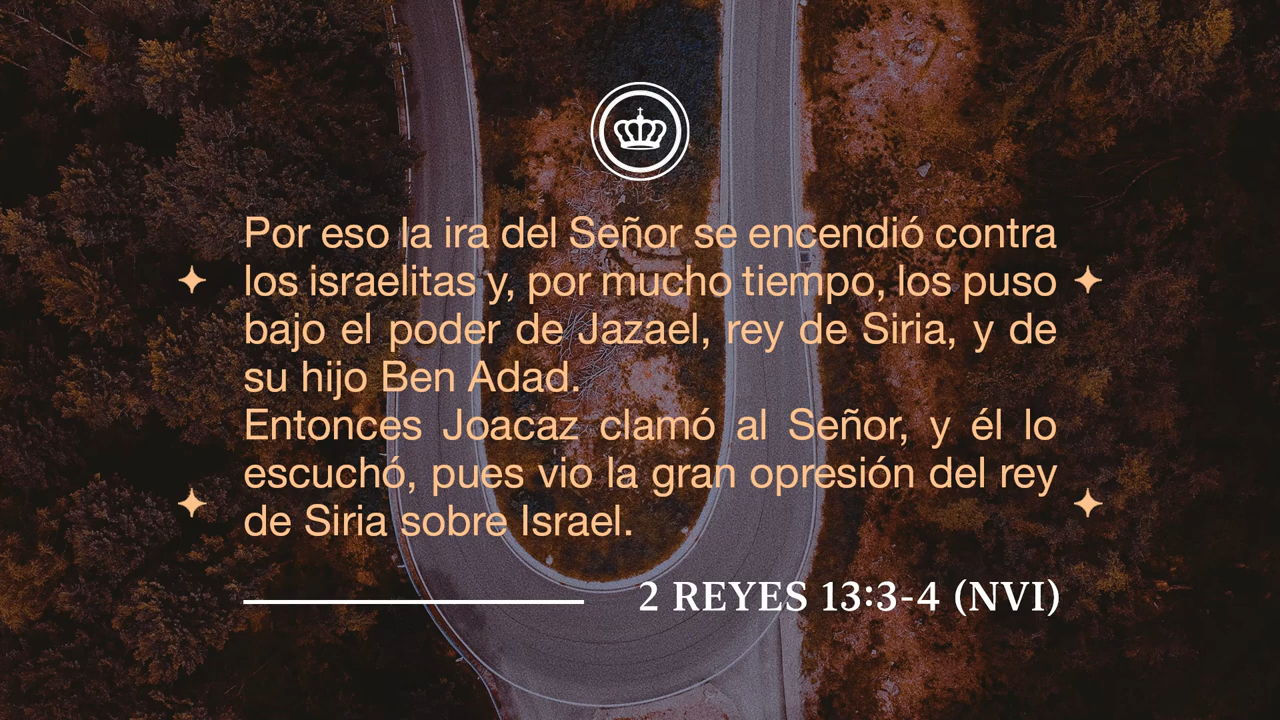 Por eso la ira del Señor se encendió contra
los israelitas y, por mucho tiempo, los puso
bajo el poder de Jazael, rey de Siria, y de
su hijo Ben Adad.
Entonces Joacaz clamó al Señor, y él lo
escuchó, pues vio la gran opresión del rey
de Siria sobre Israel.
2 REYES 13:3-4 (NVI)